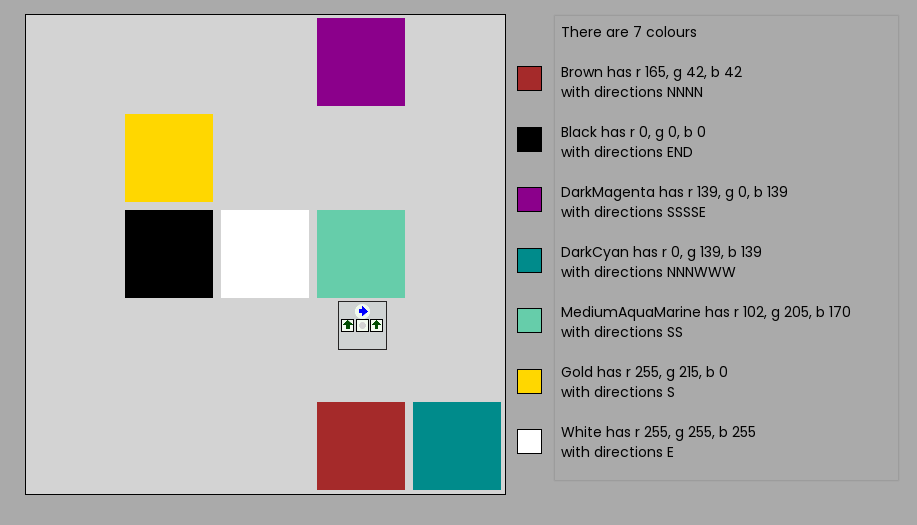 There are 7 colours
Brown has r 165, g 42, b 42
with directions NNNN
Black has r 0, g 0, b 0
with directions END
DarkMagenta has r 139, g 0, b 139
with directions SSSSE
DarkCyan has r 0, g 139, b 139
with directions NNNWWW
MediumAquaMarine has r 102, g 205, b 170
with directions SS
Gold has r 255, g 215, b 0
with directions S
White has r 255, g 255, b 255
with directions E